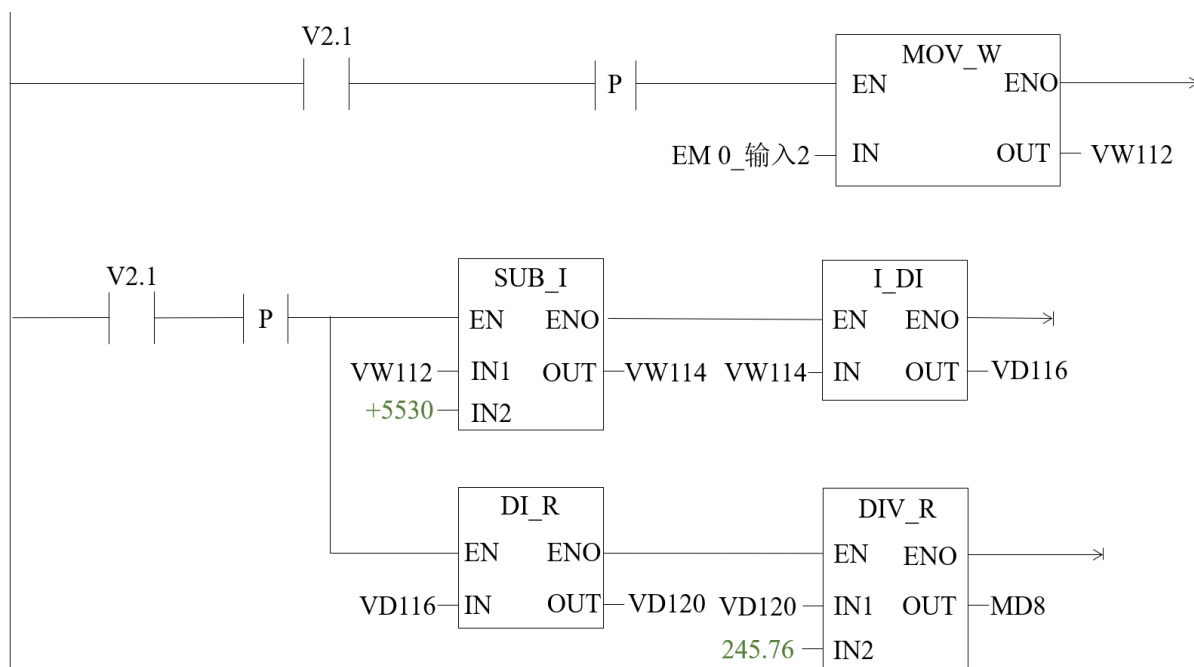 V2.1
P
MOV_W
EN ENO
EM 0_输入2
IN OUT
VW112
V2.1
P
SUB_I
EN ENO
VW112
IN1 OUT
VW114
+5530
IN2
I_DI
EN ENO
VW114
IN OUT
VD116
DI_R
EN ENO
VD116
IN OUT
VD120
DIV_R
EN ENO
VD120
IN1 OUT
MD8
245.76
IN2